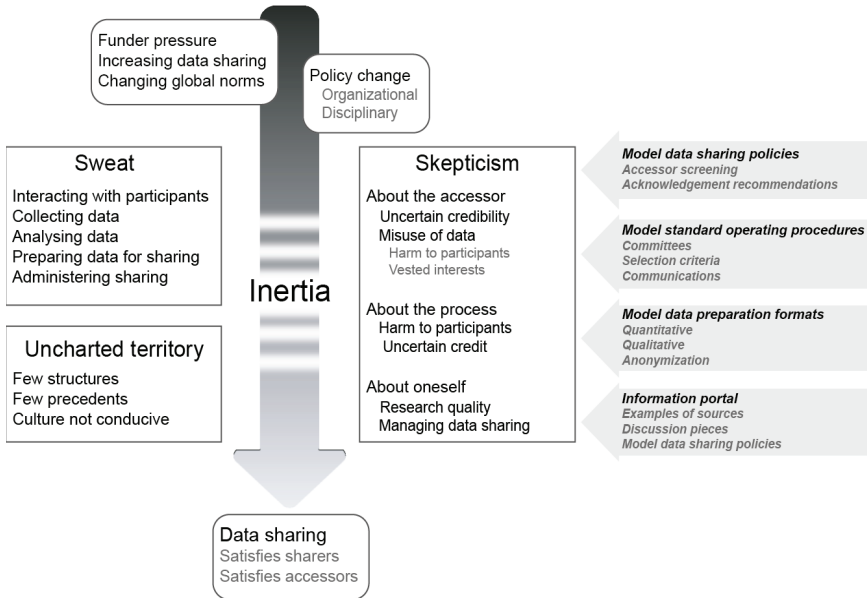 Funder pressure
Increasing data sharing
Changing global norms
Policy change
Organizational
Disciplinary
Sweat
Interacting with participants
Collecting data
Analysing data
Preparing data for sharing
Administering sharing
Uncharted territory
Few structures
Few precedents
Culture not conducive
Inertia
Skepticism
About the accessor
Uncertain credibility
Misuse of data
Harm to participants
Vested interests
About the process
Harm to participants
Uncertain credit
About oneself
Research quality
Managing data sharing
Model data sharing policies
Accessor screening
Acknowledgement recommendations
Model standard operating procedures
Committees
Selection criteria
Communications
Model data preparation formats
Quantitative
Qualitative
Anonymization
Information portal
Examples of sources
Discussion pieces
Model data sharing policies
Data sharing
Satisfies sharers
Satisfies accessors